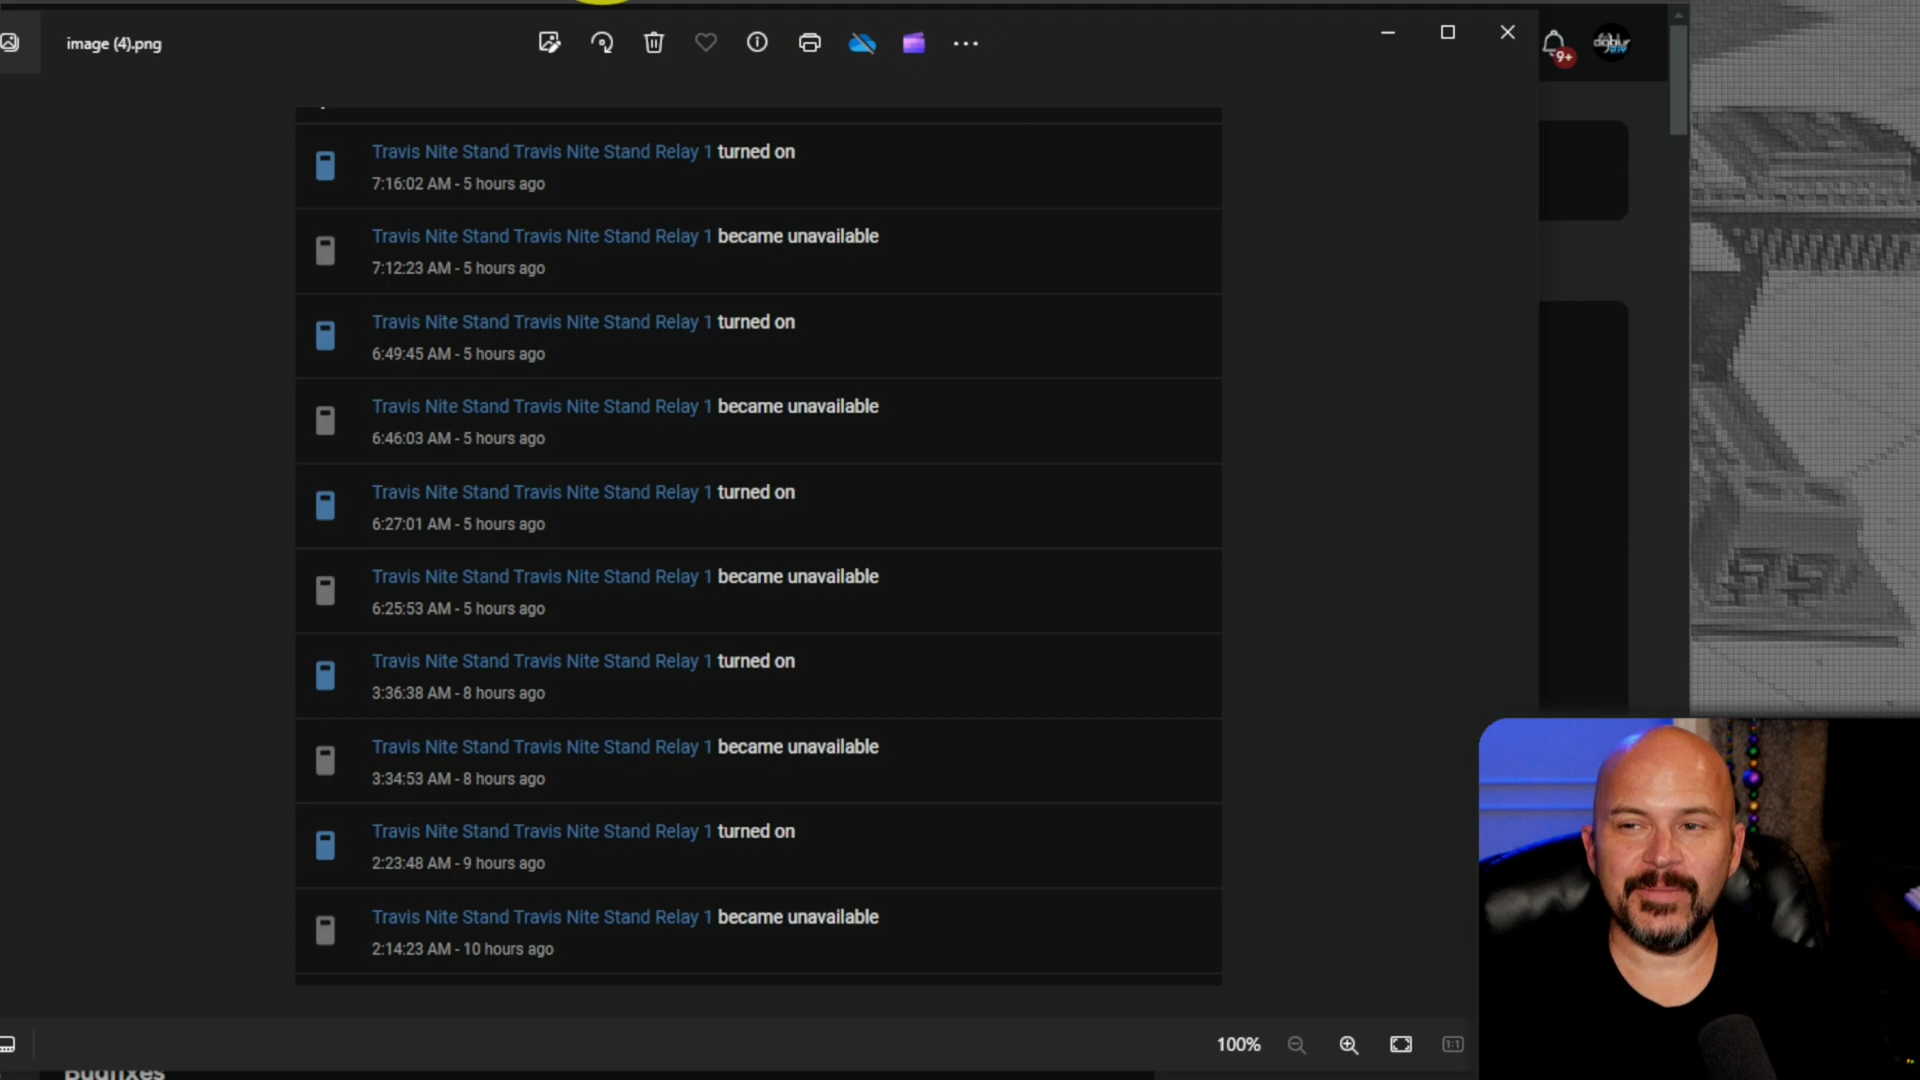 image (4).png
9+
Travis Nite Stand Travis Nite Stand Relay 1 turned on
7:16:02 AM - 5 hours ago
Travis Nite Stand Travis Nite Stand Relay 1 became unavailable
7:12:23 AM - 5 hours ago
Travis Nite Stand Travis Nite Stand Relay 1 turned on
6:49:45 AM - 5 hours ago
Travis Nite Stand Travis Nite Stand Relay 1 became unavailable
6:46:03 AM - 5 hours ago
Travis Nite Stand Travis Nite Stand Relay 1 turned on
6:27:01 AM - 5 hours ago
Travis Nite Stand Travis Nite Stand Relay 1 became unavailable
6:25:53 AM - 5 hours ago
Travis Nite Stand Travis Nite Stand Relay 1 turned on
3:36:38 AM - 8 hours ago
Travis Nite Stand Travis Nite Stand Relay 1 became unavailable
3:34:53 AM - 8 hours ago
Travis Nite Stand Travis Nite Stand Relay 1 turned on
2:23:48 AM - 9 hours ago
Travis Nite Stand Travis Nite Stand Relay 1 became unavailable
2:14:23 AM - 10 hours ago
100%
1:1
Bugfixes